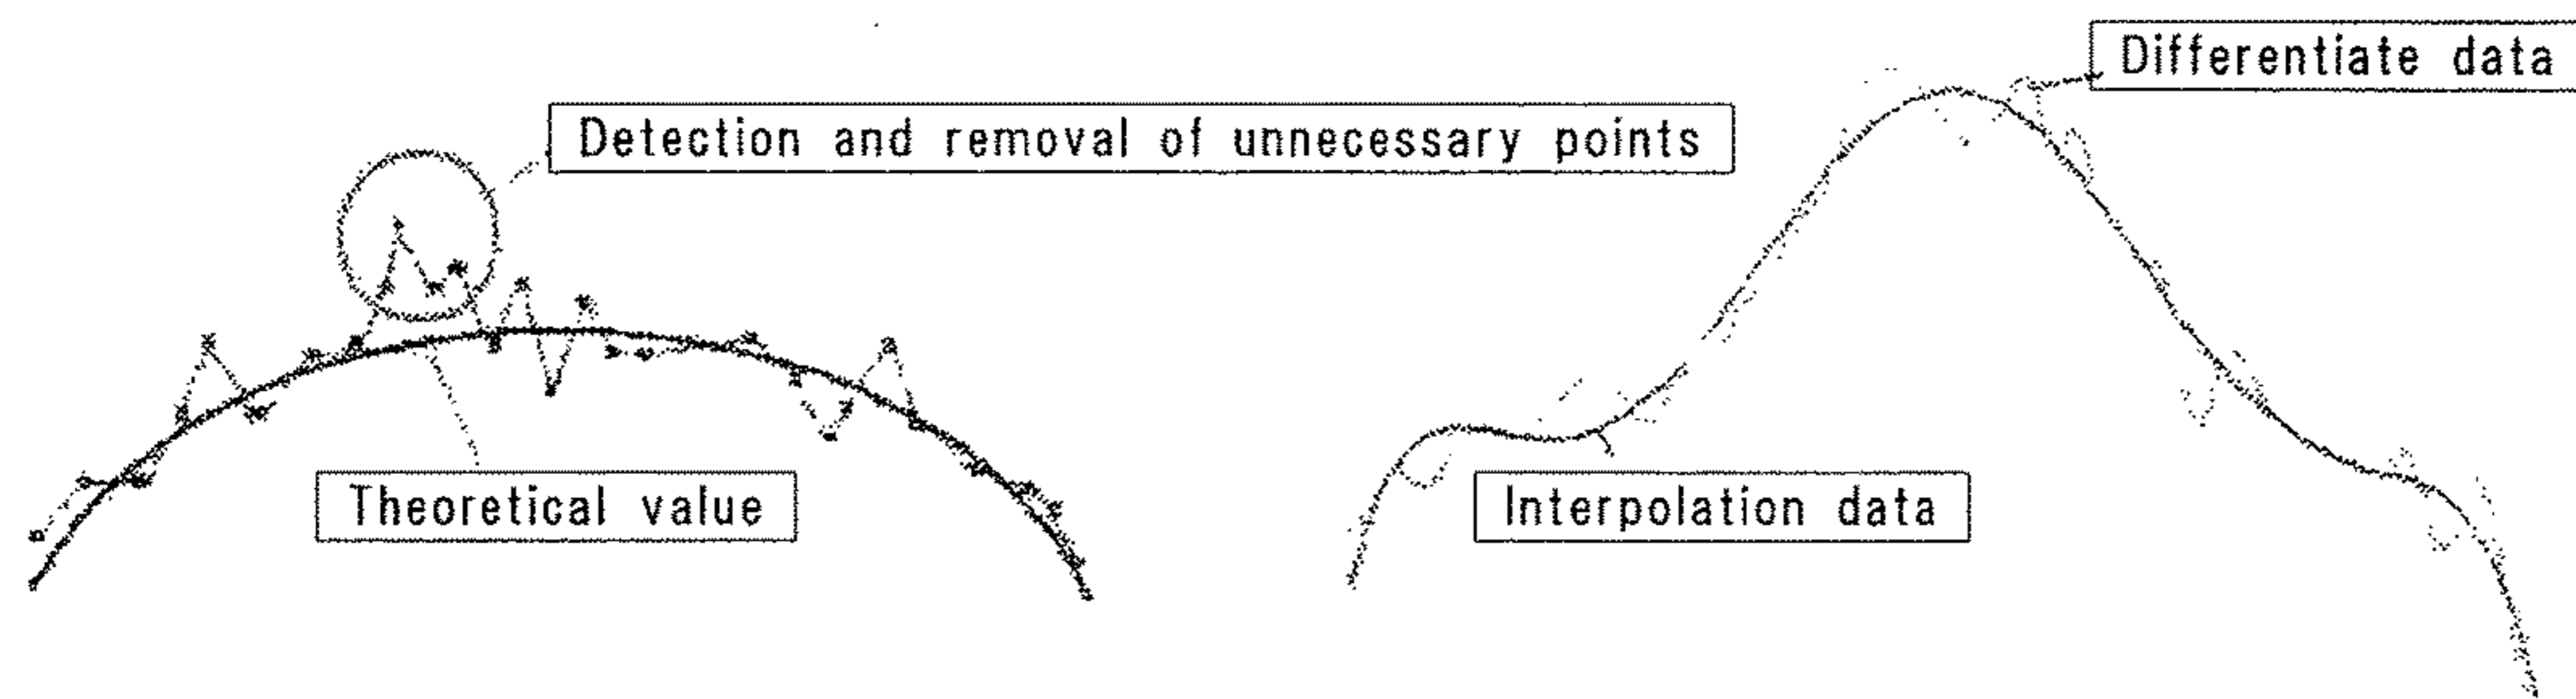 Differentiate data
Detection and removal of unnecessary points
Theoretical value
Interpolation data